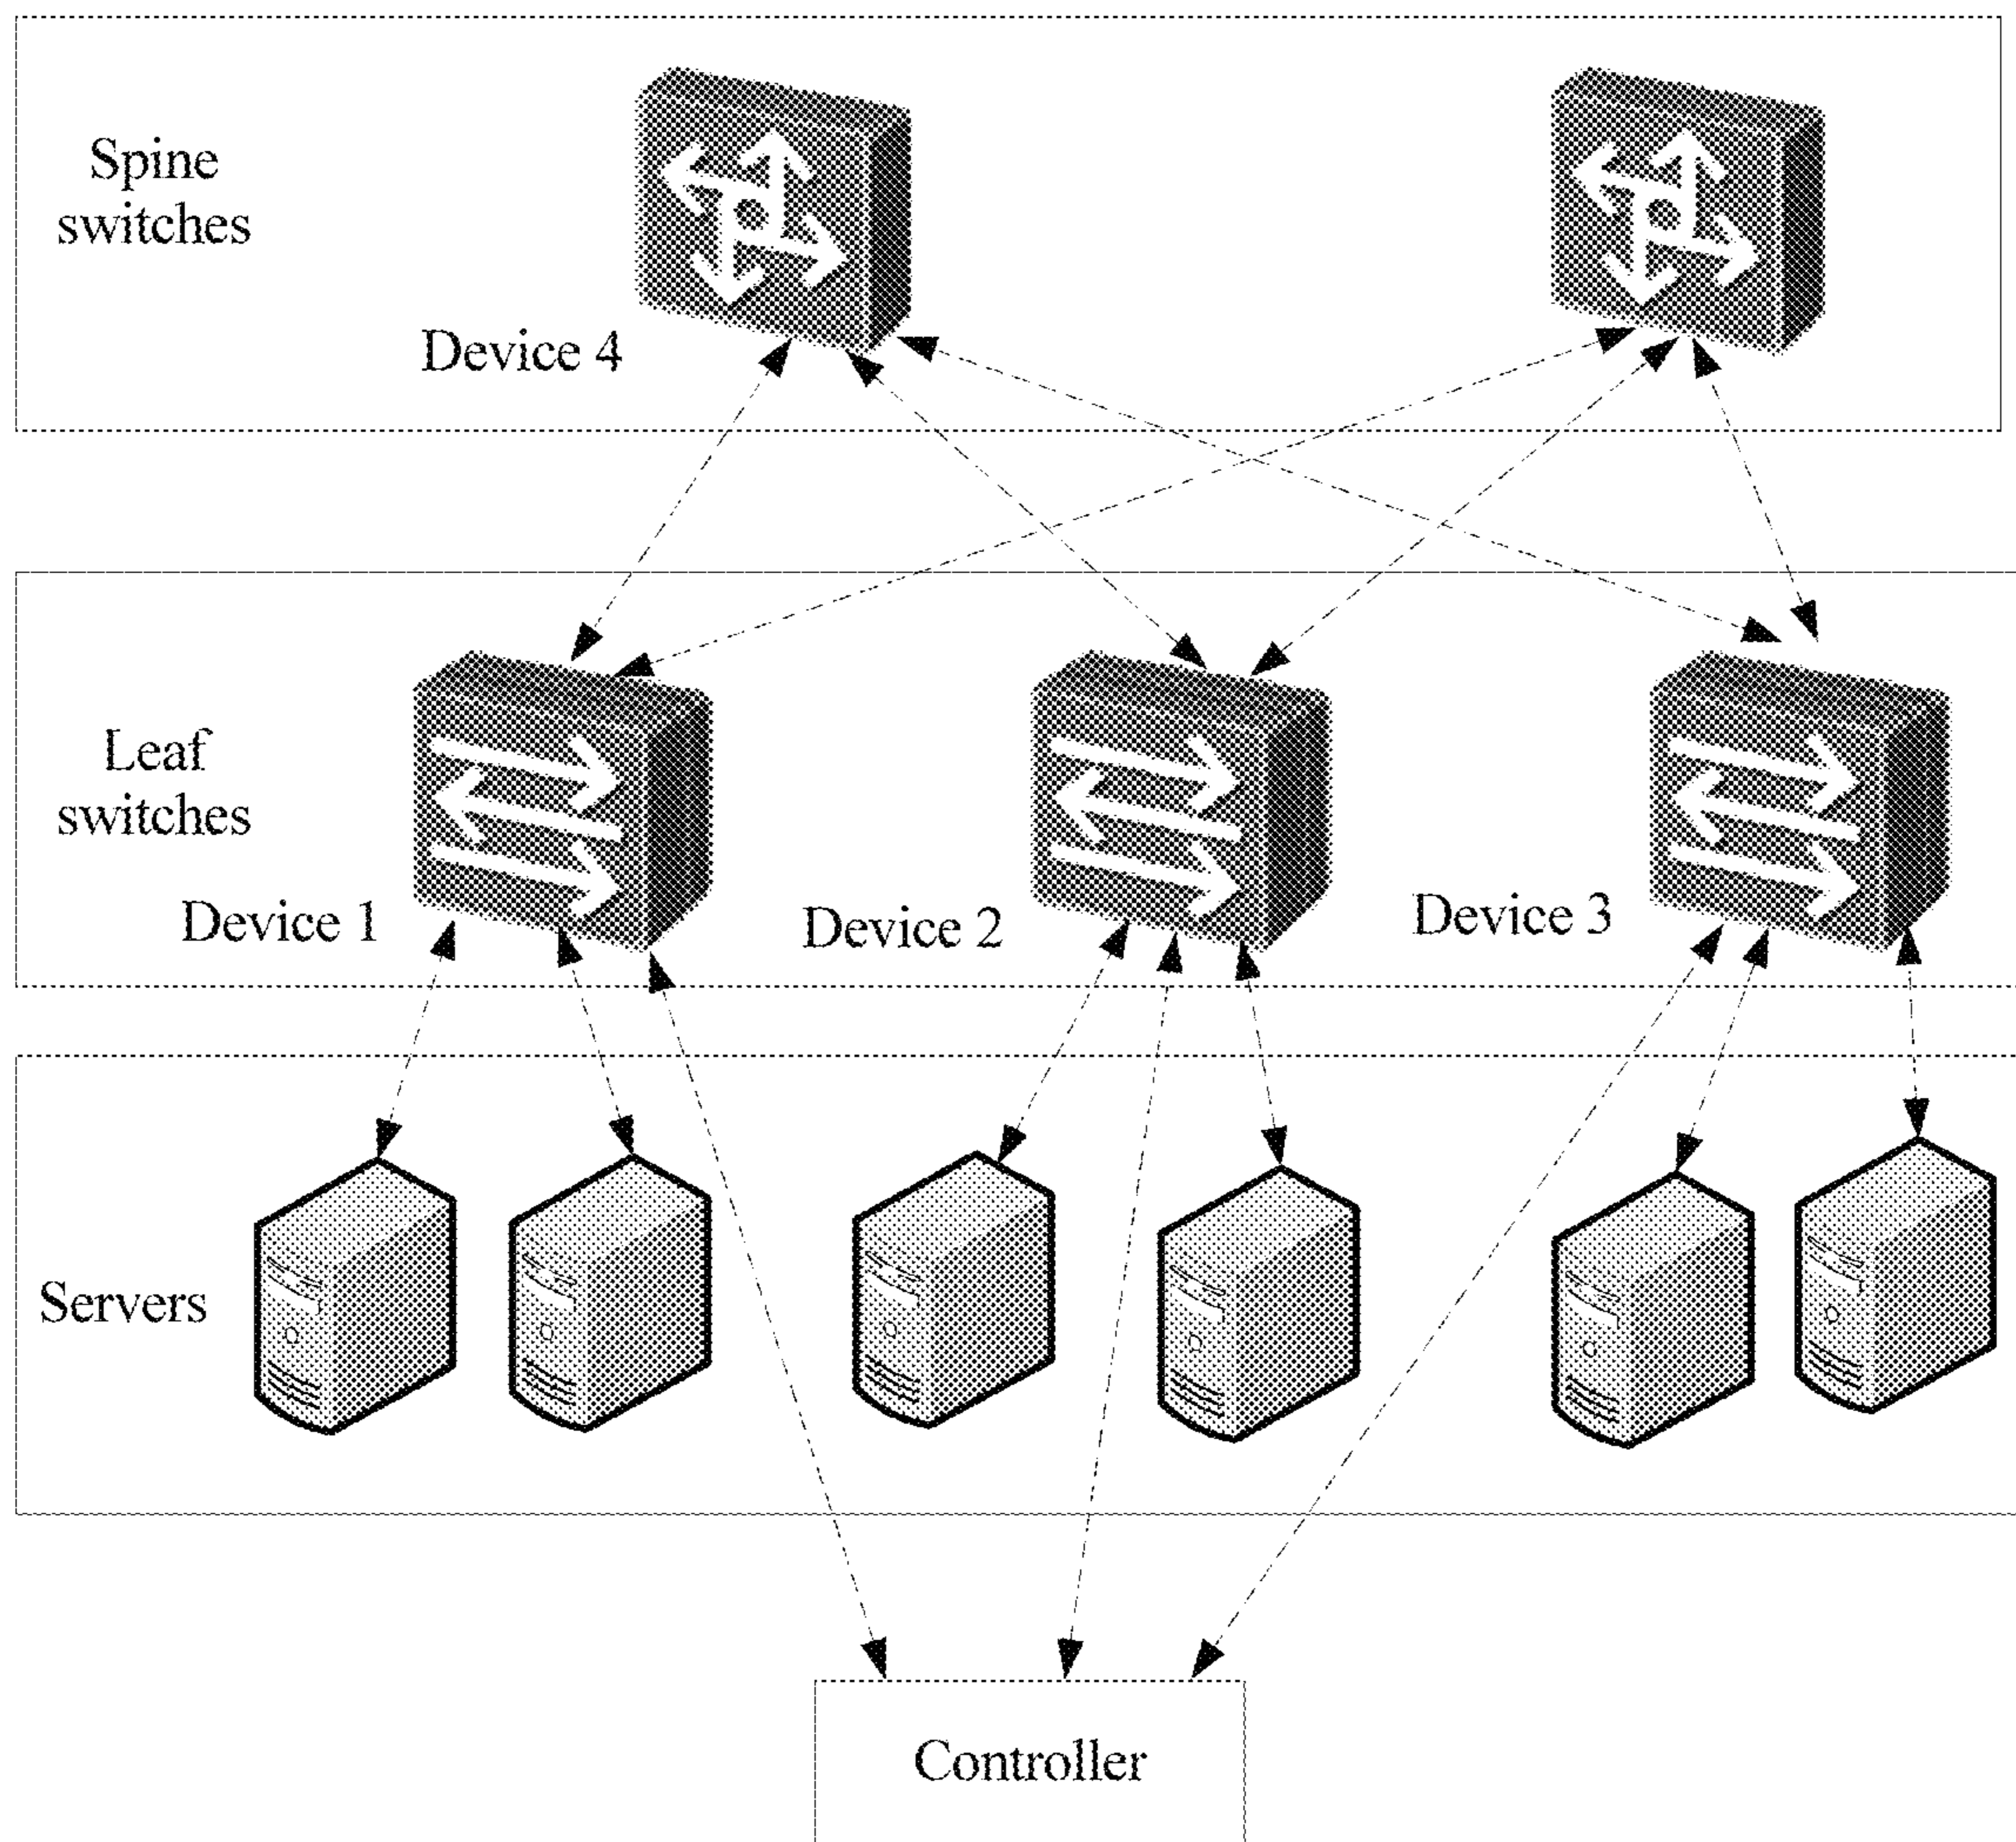 Spine
switches
Device 4
Leaf
switches
Device 1
Device 2
Device 3
Servers
Controller